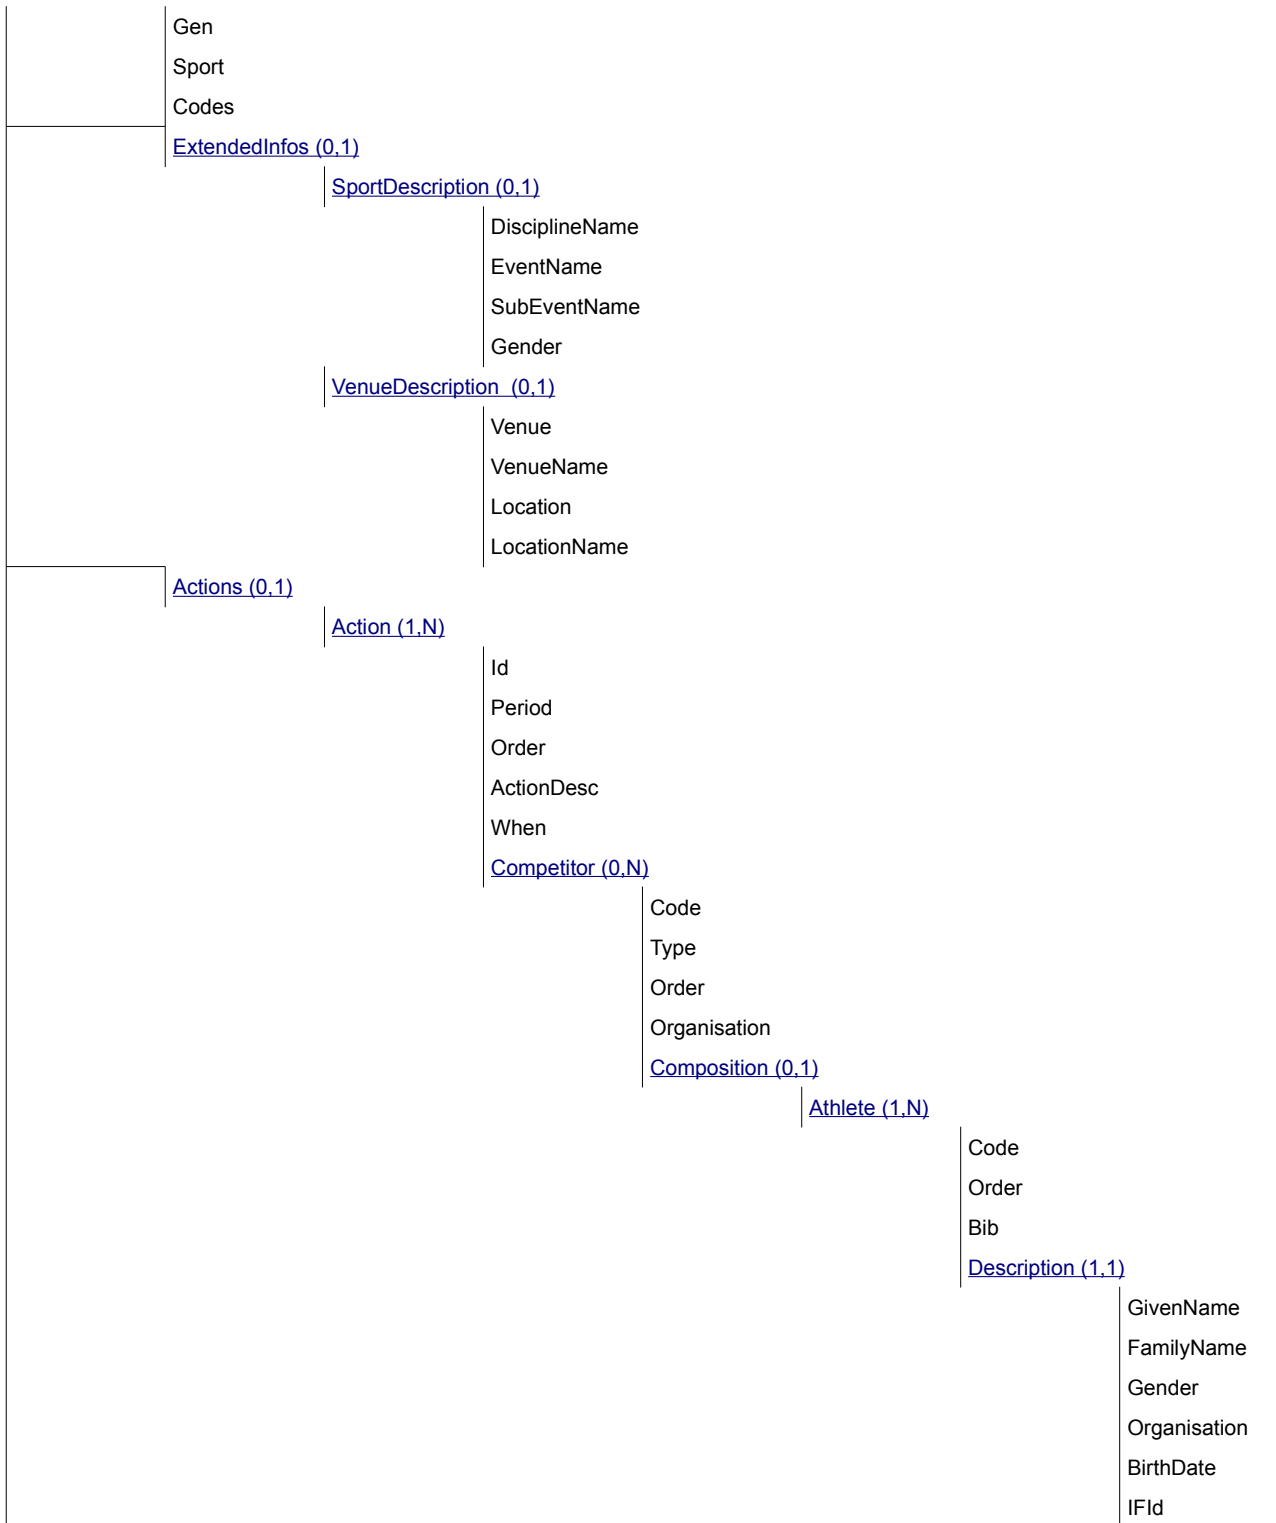 Gen
Sport
Codes
ExtendedInfos (0,1)
SportDescription (0,1)
DisciplineName
EventName
SubEventName
Gender
VenueDescription (0,1)
Venue
VenueName
Location
LocationName
Actions (0,1)
Action (1,N)
Id
Period
Order
ActionDesc
When
Competitor (0,N)
Code
Type
Order
Organisation
Composition (0,1)
Athlete (1,N)
Code
Order
Bib
Description (1,1)
GivenName
FamilyName
Gender
Organisation
BirthDate
IFId